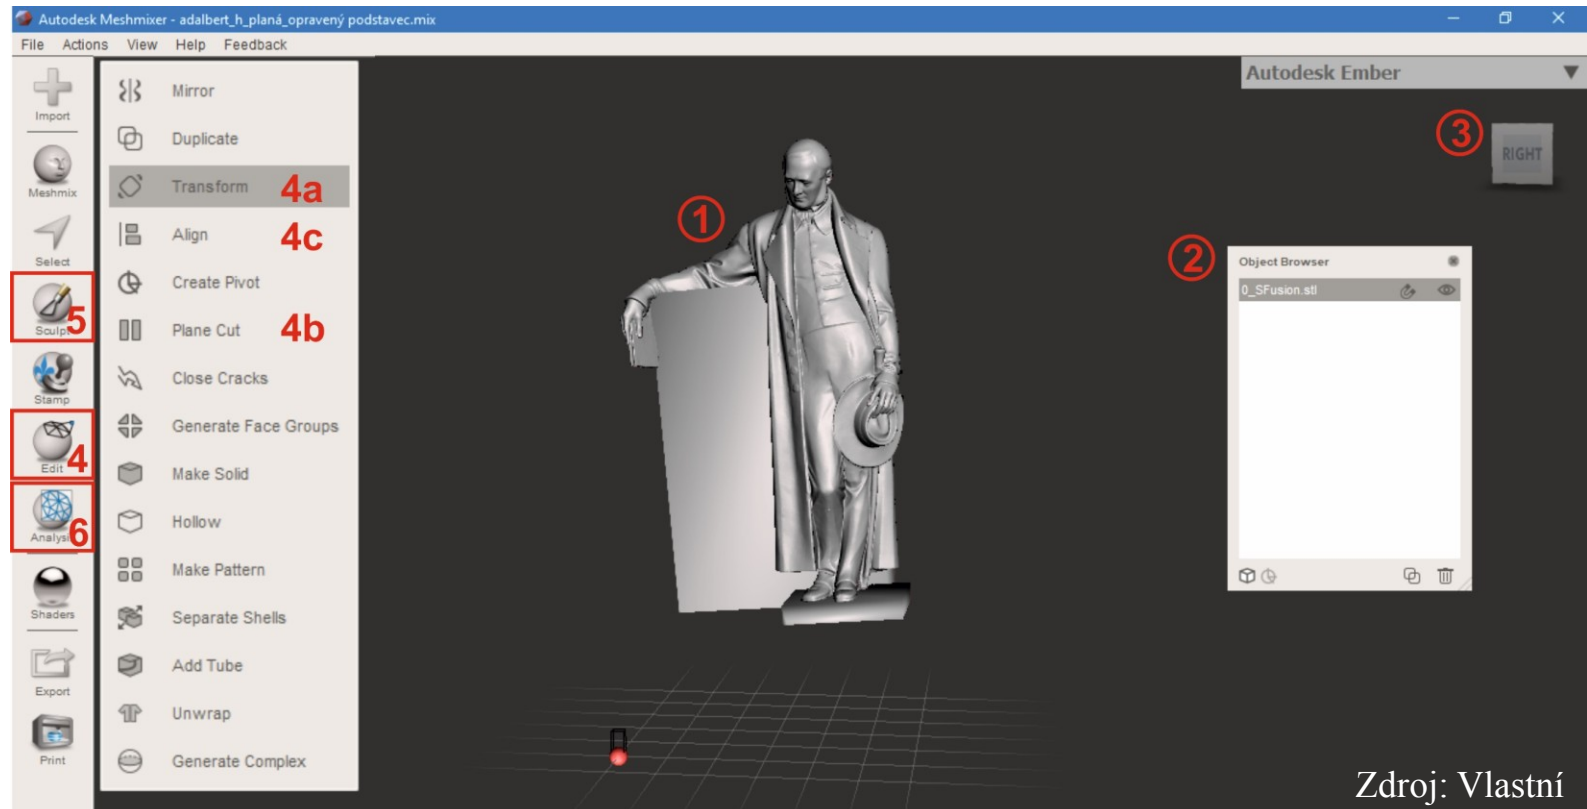 Autodesk Meshmixer - adalbert_h_planá_opravený podstavec.mix
File Actions View Help Feedback
Import
Meshmix
Select
5
Sculpt
Stamp
4
Edit
6
Analysis
Shaders
Export
Print
Mirror
Duplicate
Transform 4a
Align 4c
Create Pivot
Plane Cut 4b
Close Cracks
Generate Face Groups
Make Solid
Hollow
Make Pattern
Separate Shells
Add Tube
Unwrap
Generate Complex
1
Autodesk Ember
3
RIGHT
2
Object Browser
0_SFusion.stl
Zdroj: Vlastní